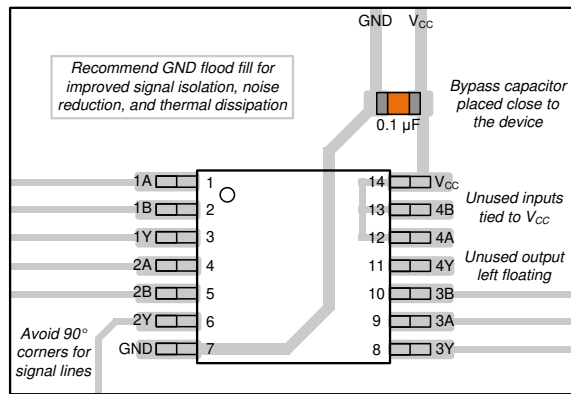 GND
VCC
Recommend GND flood fill for
improved signal isolation, noise
reduction, and thermal dissipation
0.1 µF
Bypass capacitor
placed close to
the device
1A 1
1B 2
1Y 3
2A 4
2B 5
2Y 6
GND 7
14 VCC
13 4B
12 4A
11 4Y
10 3B
9 3A
8 3Y
Unused inputs
tied to VCC
Unused output
left floating
Avoid 90°
corners for
signal lines